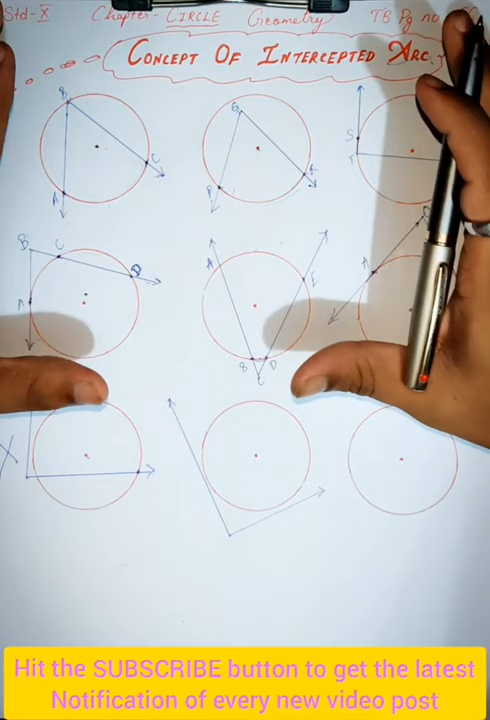 Std-X Chapter- CIRCLE Geometry TB Pg no
CONCEPT OF INTERCEPTED ARC.
B
A
C
P
S
B
C
D
A
A
E
B
D
C
A
Hit the SUBSCRIBE button to get the latest
Notification of every new video post